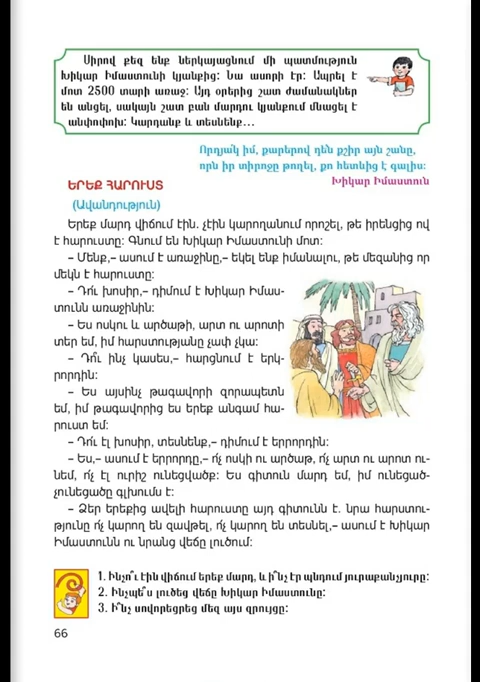 Սիրով քեզ ենք ներկայացնում մի պատմություն
Խիկար Իմաստունի կյանքից: Նա ասորի էր: Ապրել է
մոտ 2500 տարի առաջ: Այդ օրերից շատ ժամանակներ
են անցել, սակայն շատ բան մարդու կյանքում մնացել է
անփոփոխ: Կարդանք և տեսնենք...
Որդյա՛կ իմ, քարերով դե՛ն քշիր այն շանը,
որն իր տիրոջը թողել, քո հետևից է գալիս:
Խիկար Իմաստուն
ԵՐԵՔ ՀԱՐՈՒՍՏ
(Ավանդություն)
Երեք մարդ վիճում էին. չէին կարողանում որոշել, թե իրենցից ով
է հարուստը: Գնում են Խիկար Իմաստունի մոտ:
– Մենք,– ասում է առաջինը,– եկել ենք իմանալու, թե մեզանից որ
մեկն է հարուստը:
– Դո՛ւ խոսիր,– դիմում է Խիկար Իմաս-
տունն առաջինին:
– Ես ոսկու և արծաթի, արտ ու արոտի
տեր եմ, իմ հարստությանը չափ չկա:
– Դո՞ւ ինչ կասես,– հարցնում է երկ-
րորդին:
– Ես այսինչ թագավորի զորապետն
եմ, իմ թագավորից ես երեք անգամ հա-
րուստ եմ:
– Դո՛ւ էլ խոսիր, տեսնենք,– դիմում է երրորդին:
– Ես,– ասում է երրորդը,– ո՛չ ոսկի ու արծաթ, ո՛չ արտ ու արոտ ու-
նեմ, ո՛չ էլ ուրիշ ունեցվածք: Ես գիտուն մարդ եմ, իմ ունեցած-
չունեցածը գլխումս է:
– Ձեր երեքից ավելի հարուստը այդ գիտունն է. նրա հարստու-
թյունը ո՛չ կարող են զավթել, ո՛չ կարող են տեսնել,– ասում է Խիկար
Իմաստունն ու նրանց վեճը լուծում:
1. Ինչո՞ւ էին վիճում երեք մարդ, և ի՞նչ էր պնդում յուրաքանչյուրը:
2. Ինչպե՞ս լուծեց վեճը Խիկար Իմաստունը:
3. Ի՞նչ սովորեցրեց մեզ այս զրույցը:
66